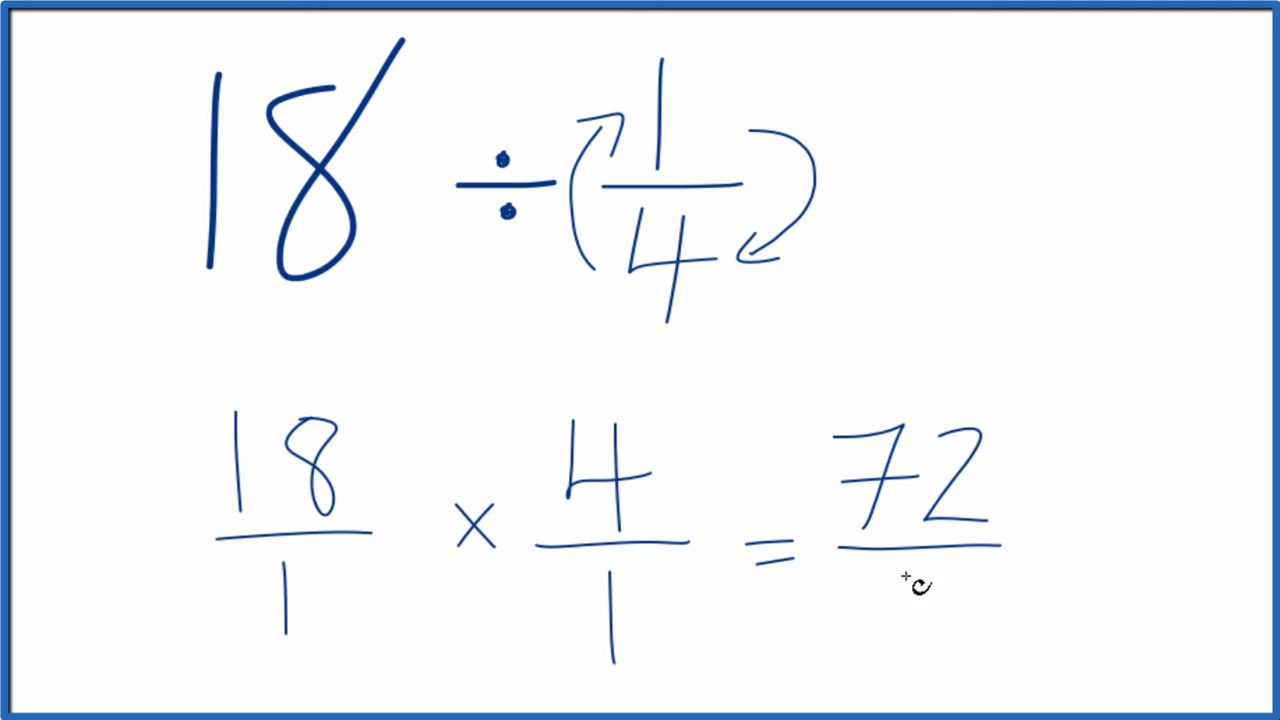 18 ÷ 1/4
18/1 × 4/1 = 72/